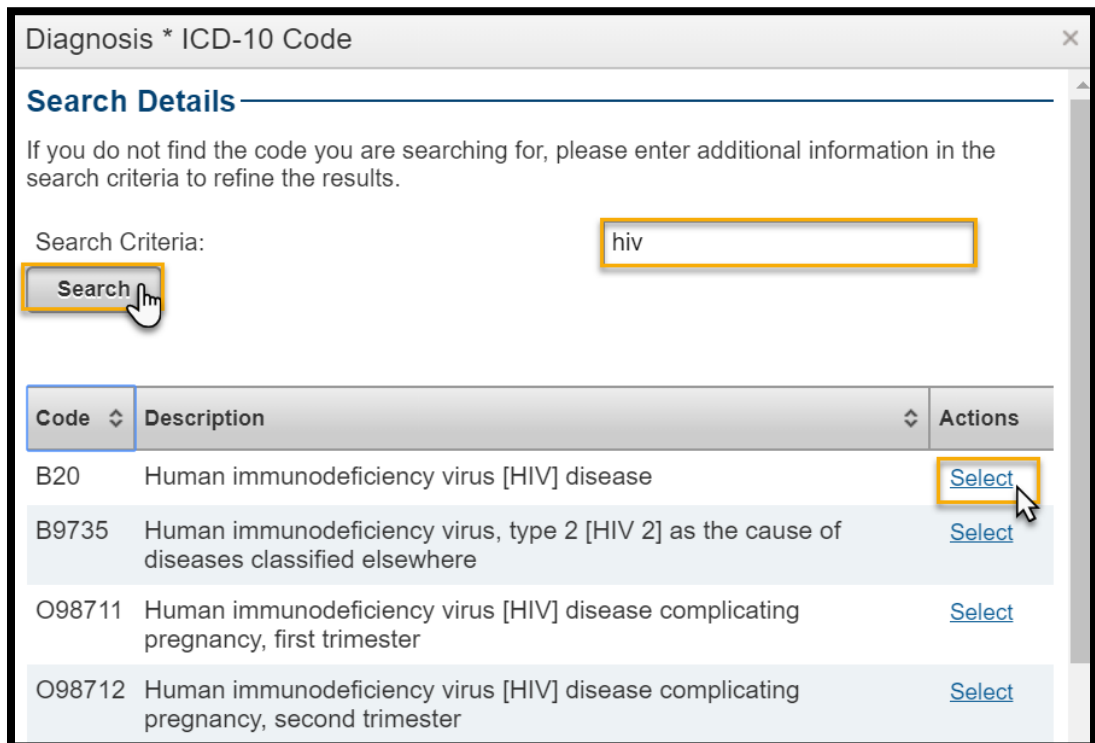 Diagnosis * ICD-10 Code
Search Details
If you do not find the code you are searching for, please enter additional information in the
search criteria to refine the results.
Search Criteria:
hiv
Search
Code Description Actions
B20 Human immunodeficiency virus [HIV] disease Select
B9735 Human immunodeficiency virus, type 2 [HIV 2] as the cause of
diseases classified elsewhere Select
O98711 Human immunodeficiency virus [HIV] disease complicating
pregnancy, first trimester Select
O98712 Human immunodeficiency virus [HIV] disease complicating
pregnancy, second trimester Select